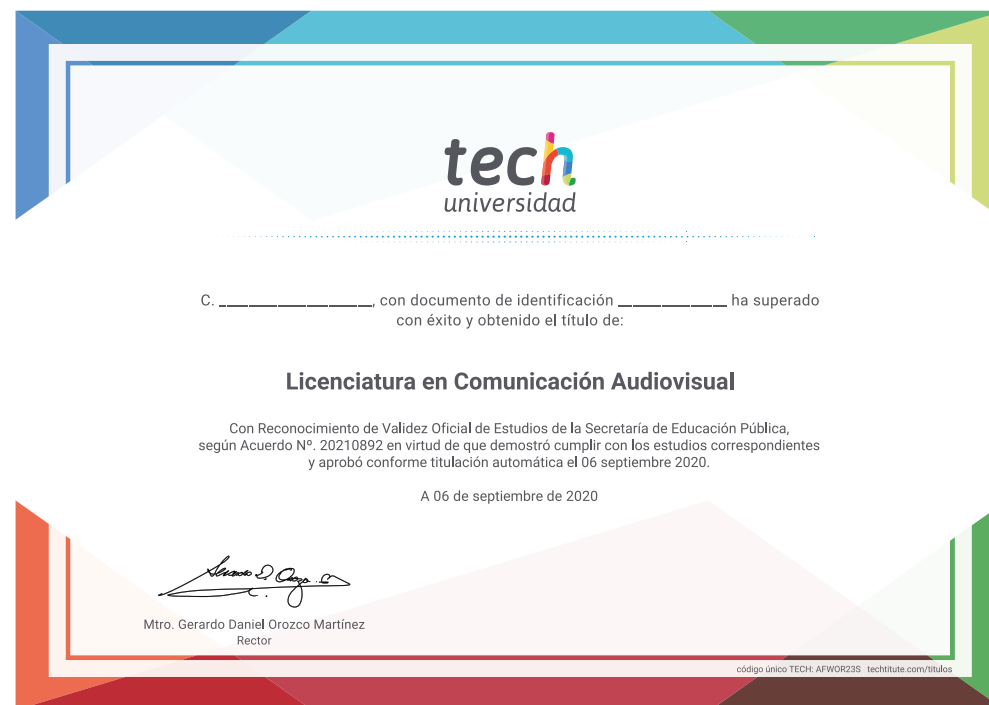 tech
universidad
C. ____________________, con documento de identificación ______________ ha superado
con éxito y obtenido el título de:
Licenciatura en Comunicación Audiovisual
Con Reconocimiento de Validez Oficial de Estudios de la Secretaría de Educación Pública,
según Acuerdo Nº. 20210892 en virtud de que demostró cumplir con los estudios correspondientes
y aprobó conforme titulación automática el 06 septiembre 2020.
A 06 de septiembre de 2020
Mtro. Gerardo Daniel Orozco Martínez
Rector
código único TECH: AFWOR23S techtitute.com/titulos